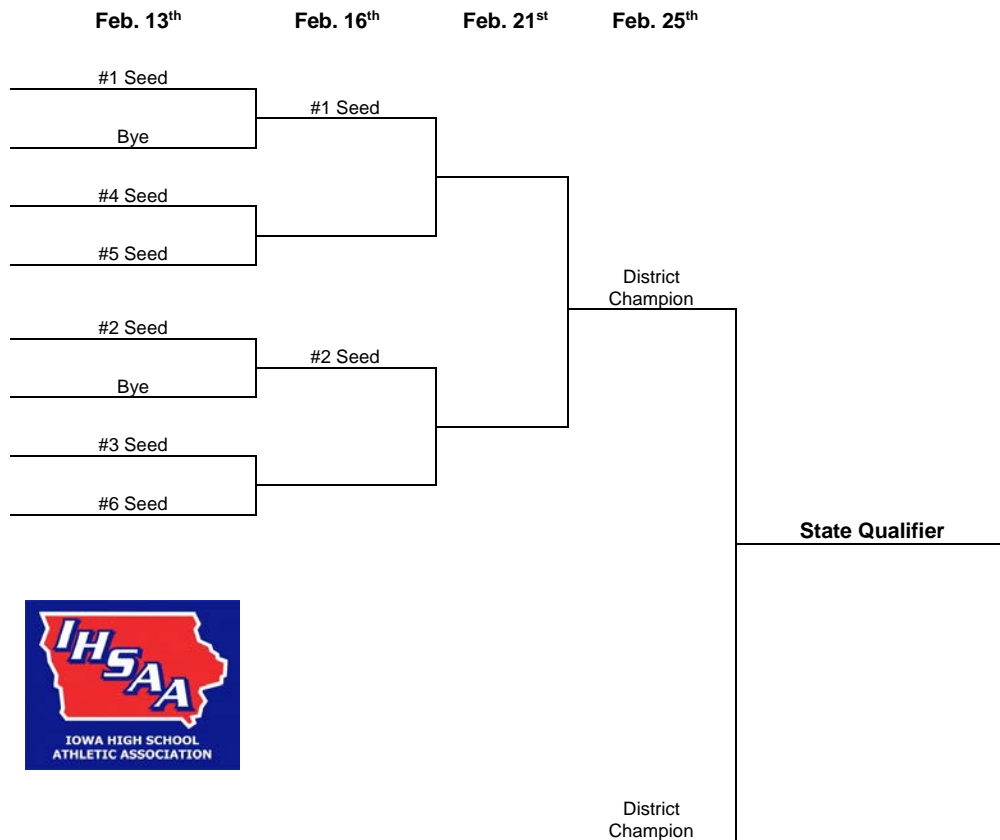 Feb. 13th Feb. 16th Feb. 21st Feb. 25th
#1 Seed
#1 Seed
Bye
#4 Seed
#5 Seed
District
Champion
#2 Seed
#2 Seed
Bye
#3 Seed
#6 Seed
State Qualifier
IHSAA
IOWA HIGH SCHOOL
ATHLETIC ASSOCIATION
District
Champion